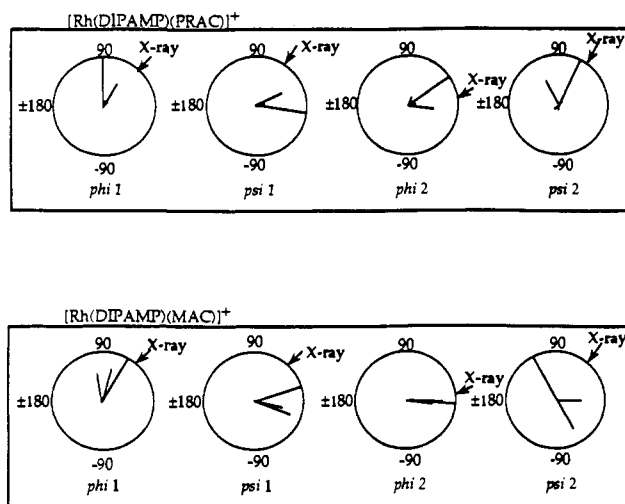 [Rh(DIPAMP)(PRAC)]+
90 X-ray 90 X-ray 90 X-ray 90 X-ray
±180 ±180 ±180 ±180
-90 -90 -90 -90
phi 1 psi 1 phi 2 psi 2
[Rh(DIPAMP)(MAC)]+
90 X-ray 90 X-ray 90 X-ray 90 X-ray
±180 ±180 ±180 ±180
-90 -90 -90 -90
phi 1 psi 1 phi 2 psi 2